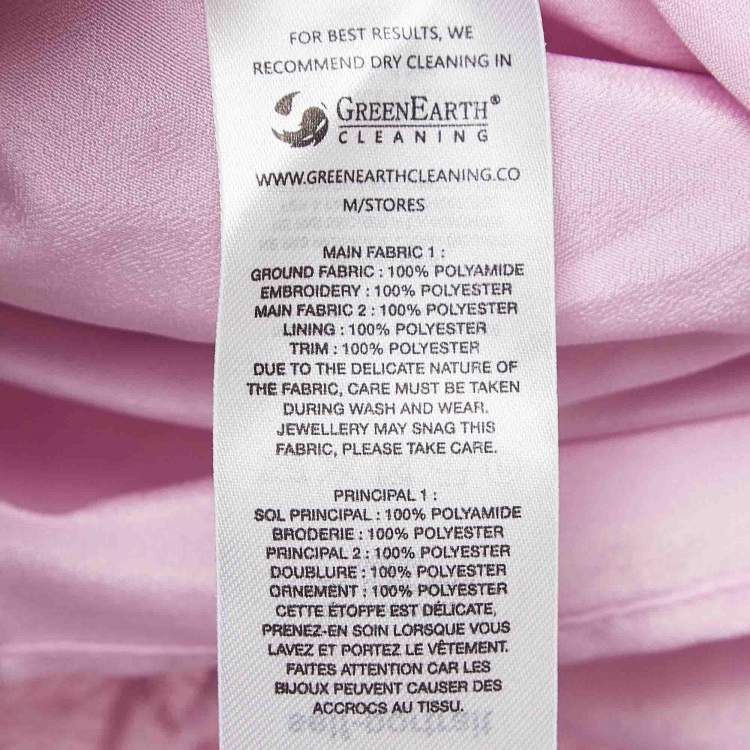 FOR BEST RESULTS, WE
RECOMMEND DRY CLEANING IN
GREENEARTH®
CLEANING
WWW.GREENEARTHCLEANING.CO
M/STORES
MAIN FABRIC 1 :
GROUND FABRIC : 100% POLYAMIDE
EMBROIDERY : 100% POLYESTER
MAIN FABRIC 2 : 100% POLYESTER
LINING : 100% POLYESTER
TRIM : 100% POLYESTER
DUE TO THE DELICATE NATURE OF
THE FABRIC, CARE MUST BE TAKEN
DURING WASH AND WEAR.
JEWELLERY MAY SNAG THIS
FABRIC, PLEASE TAKE CARE.
PRINCIPAL 1 :
SOL PRINCIPAL : 100% POLYAMIDE
BRODERIE : 100% POLYESTER
PRINCIPAL 2 : 100% POLYESTER
DOUBLURE : 100% POLYESTER
ORNEMENT : 100% POLYESTER
CETTE ÉTOFFE EST DÉLICATE,
PRENEZ-EN SOIN LORSQUE VOUS
LAVEZ ET PORTEZ LE VÊTEMENT.
FAITES ATTENTION CAR LES
BIJOUX PEUVENT CAUSER DES
ACCROCS AU TISSU.
self-portrait